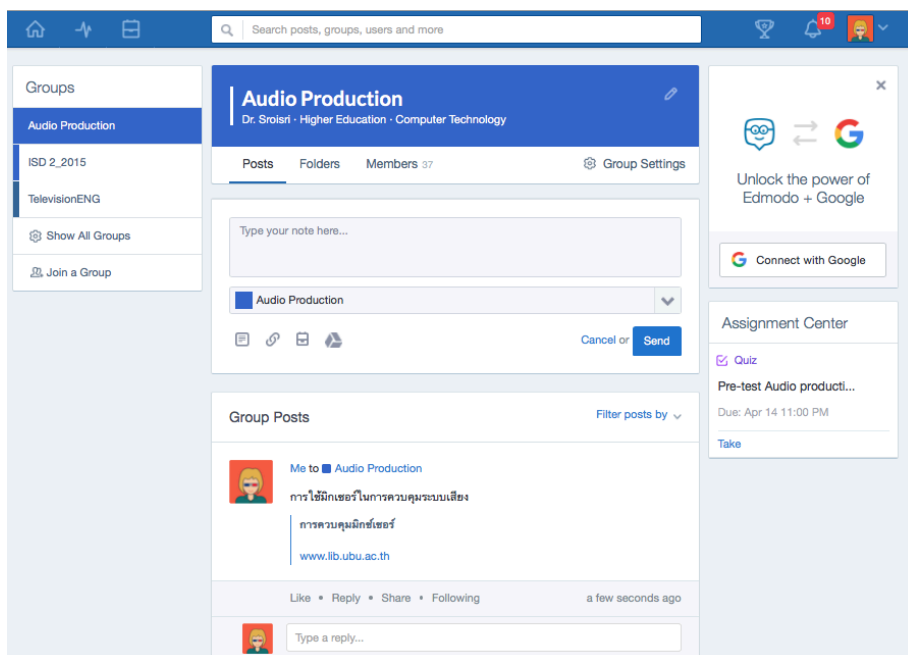 Search posts, groups, users and more
10
Groups
Audio Production
ISD 2_2015
TelevisionENG
Show All Groups
Join a Group
Audio Production
Dr. Sroisri · Higher Education · Computer Technology
Posts Folders Members 37 Group Settings
Type your note here...
Audio Production
Cancel or Send
Group Posts Filter posts by
Me to Audio Production
การใช้มิกเซอร์ในการควบคุมระบบเสียง
การควบคุมมิกซ์เซอร์
www.lib.ubu.ac.th
Like • Reply • Share • Following a few seconds ago
Type a reply...
Unlock the power of
Edmodo + Google
Connect with Google
Assignment Center
Quiz
Pre-test Audio producti...
Due: Apr 14 11:00 PM
Take